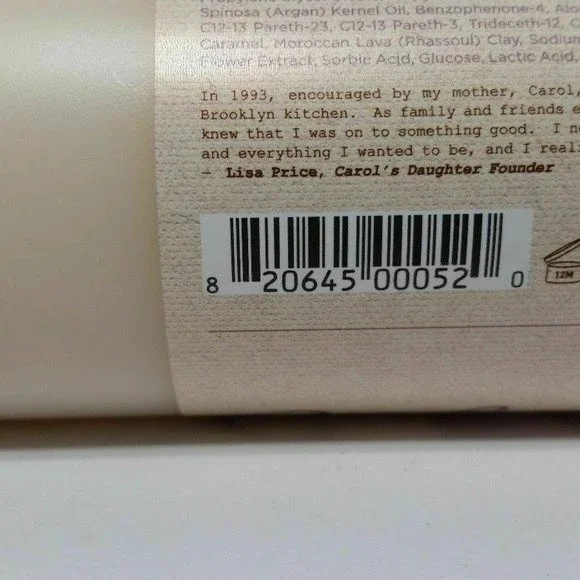 Spinosa (Argan) Kernel Oil, Benzophenone-4, Alo
C12-13 Pareth-23, C12-13 Pareth-3, Trideceth-12, C
Caramel, Moroccan Lava (Rhassoul) Clay, Sodium
Flower Extract, Sorbic Acid, Glucose, Lactic Acid,
In 1993, encouraged by my mother, Carol,
Brooklyn kitchen. As family and friends e
knew that I was on to something good. I n
and everything I wanted to be, and I reali
— Lisa Price, Carol's Daughter Founder
8 20645 00052 0
12M